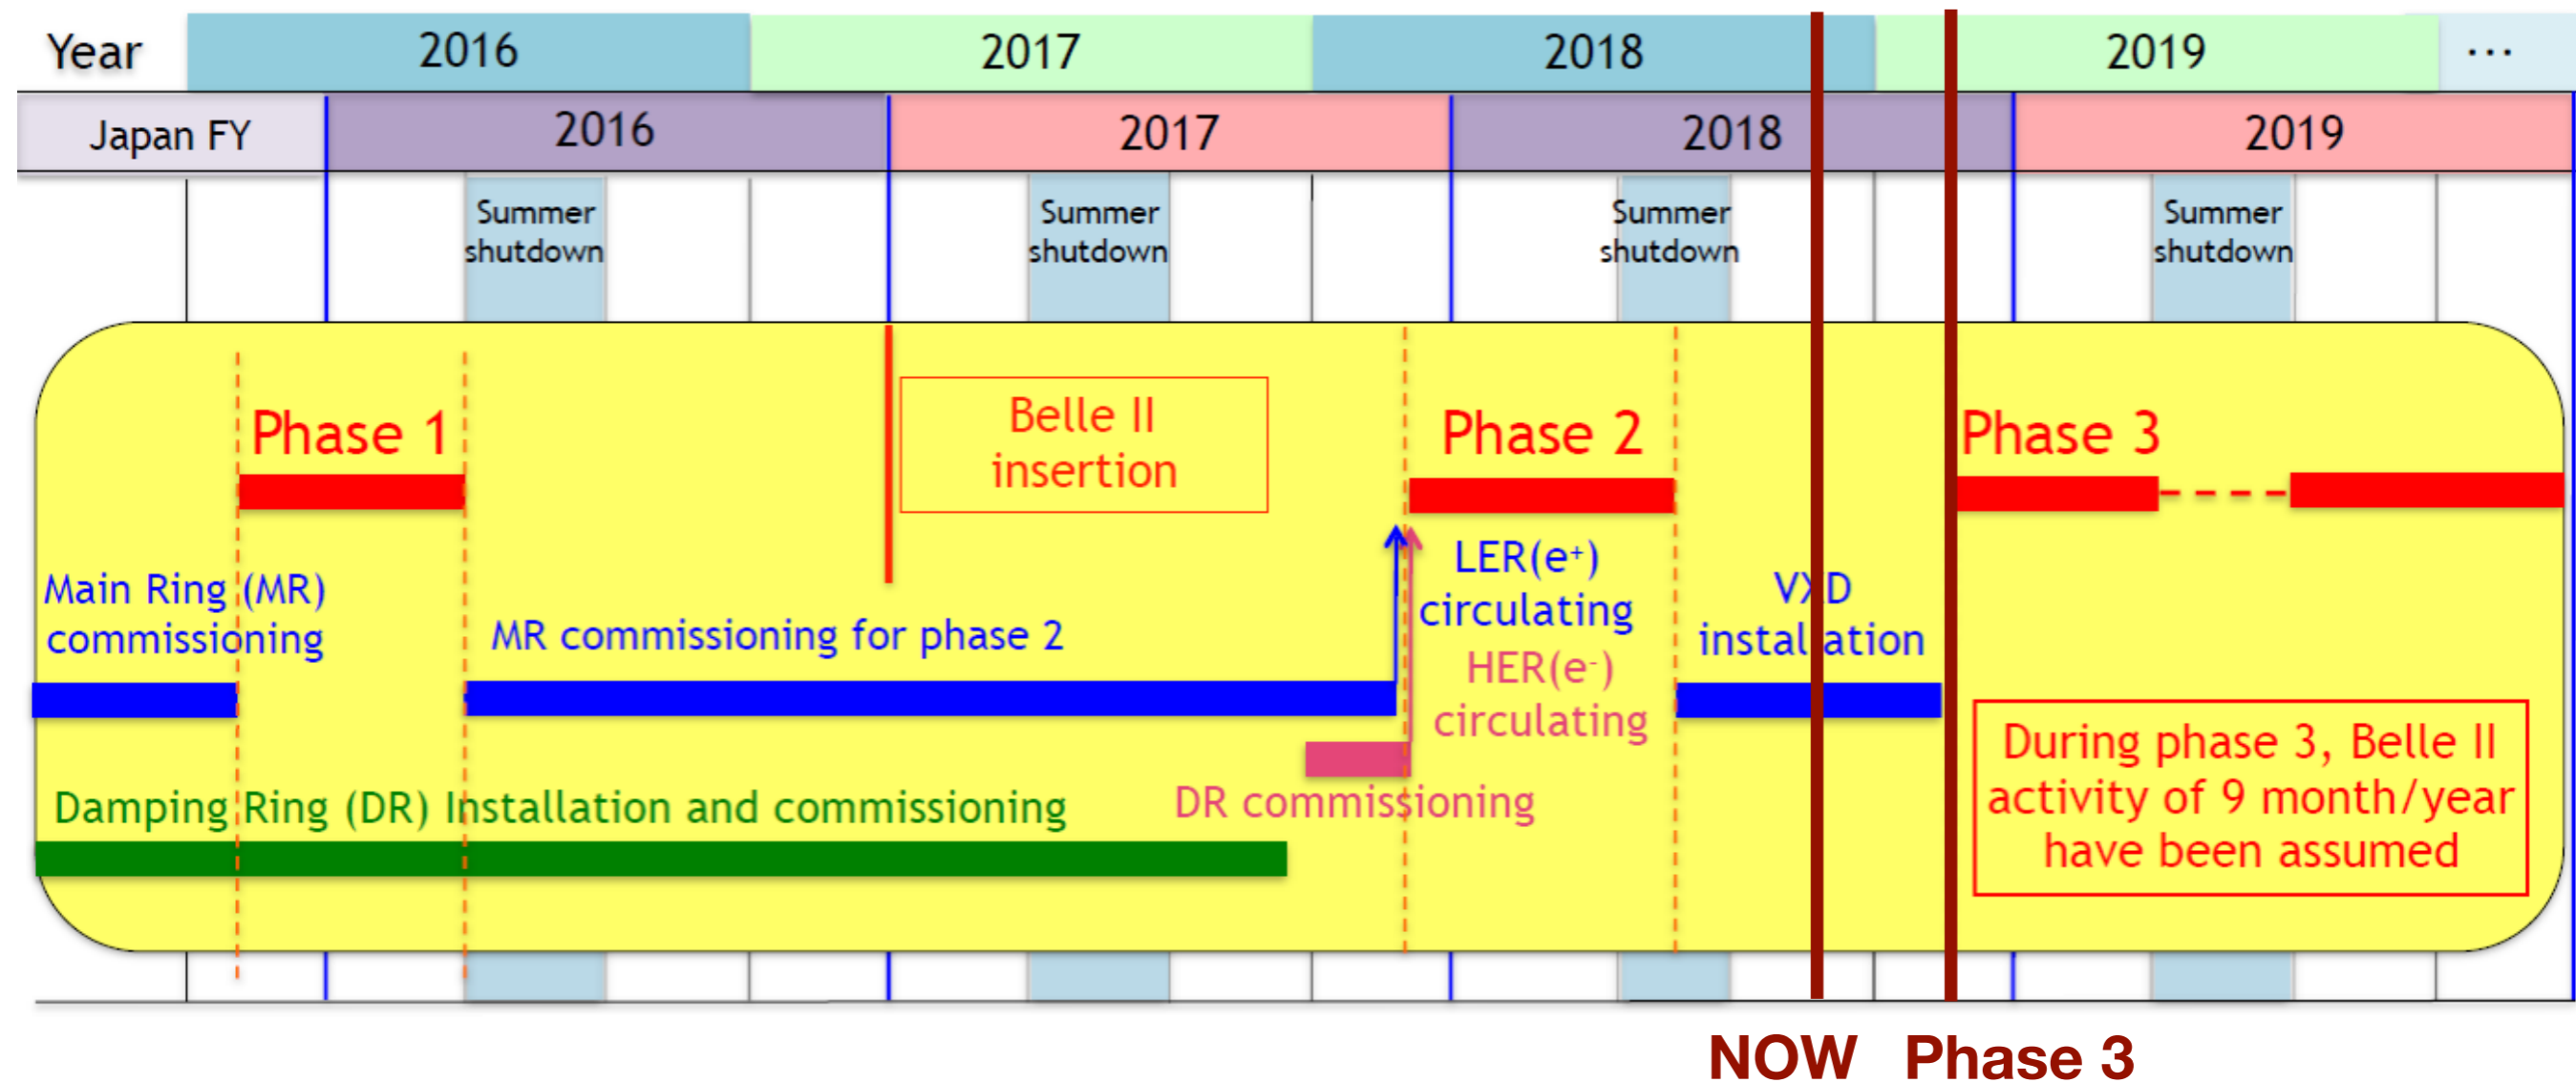 Year 2016 2017 2018 2019 ...
Japan FY 2016 2017 2018 2019
Summer shutdown
Summer shutdown
Summer shutdown
Summer shutdown
Phase 1
Belle II
insertion
Phase 2
Phase 3
Main Ring (MR)
commissioning
MR commissioning for phase 2
LER(e+)
circulating
HER(e-)
circulating
VXD
installation
Damping Ring (DR) Installation and commissioning
DR commissioning
During phase 3, Belle II
activity of 9 month/year
have been assumed
NOW Phase 3